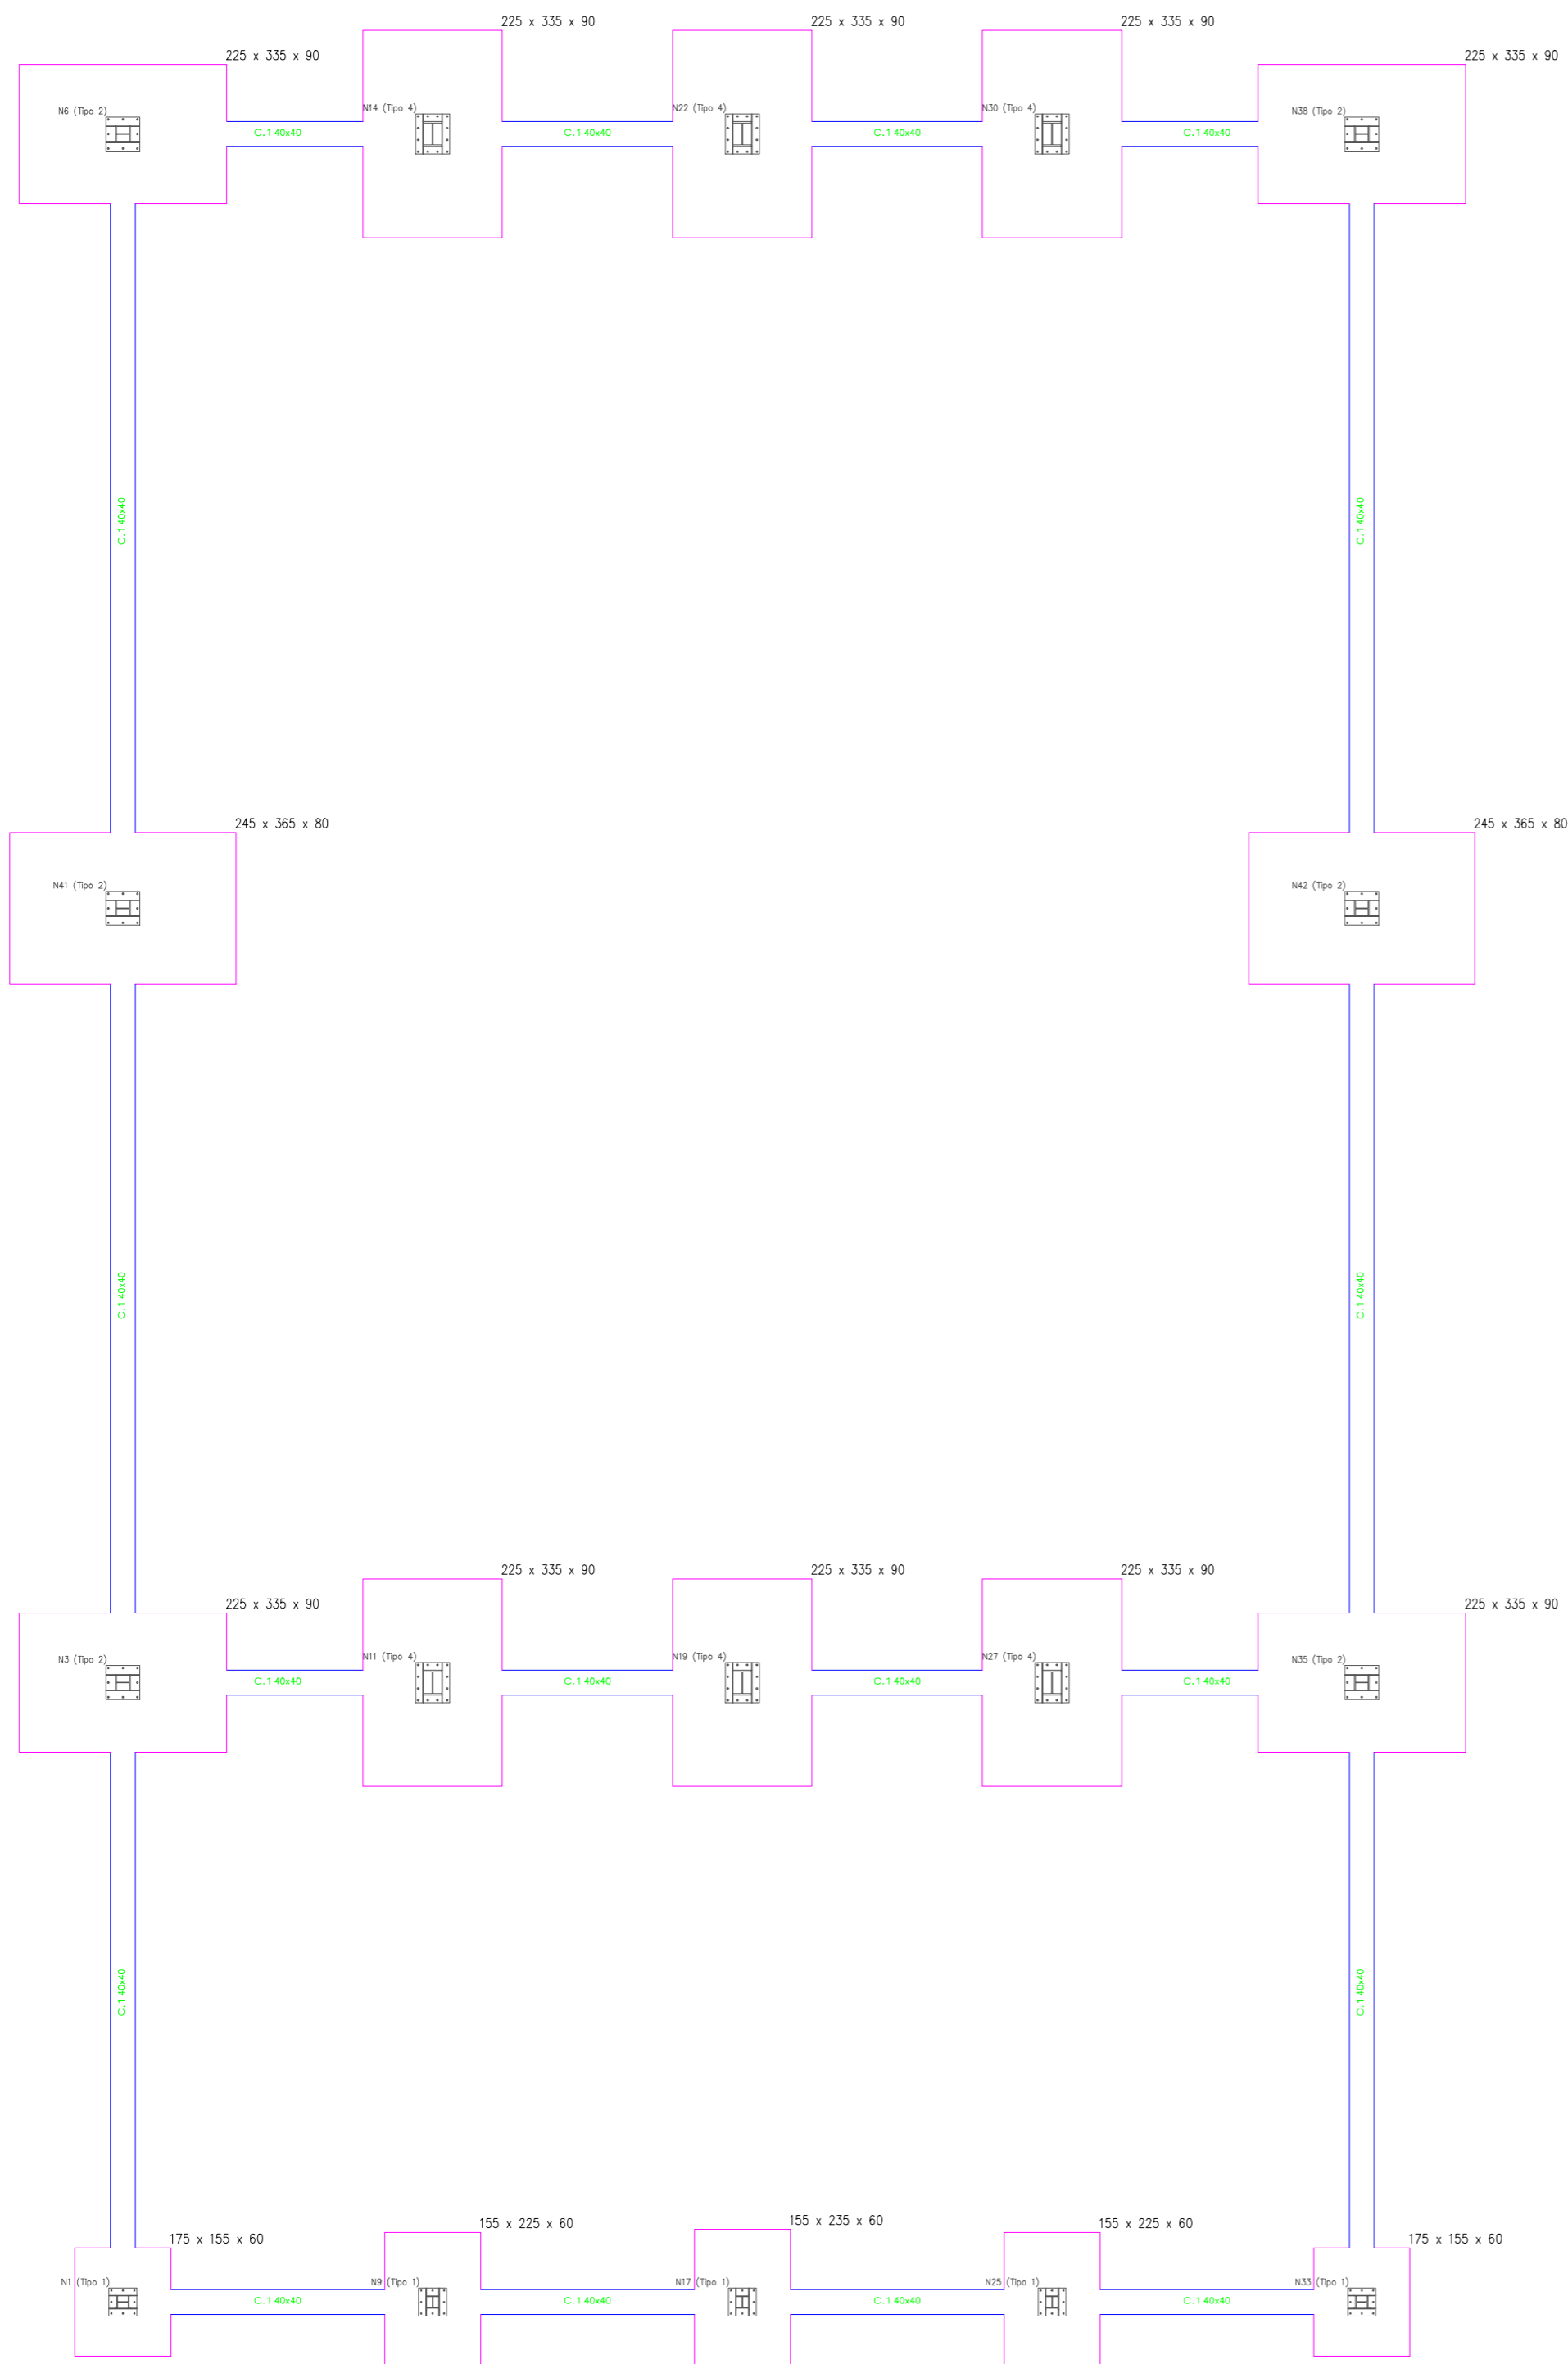 225 x 335 x 90
225 x 335 x 90
225 x 335 x 90
225 x 335 x 90
225 x 335 x 90
N6 (Tipo 2)
N14 (Tipo 4)
N22 (Tipo 4)
N30 (Tipo 4)
N38 (Tipo 2)
C.1 40x40
C.1 40x40
C.1 40x40
C.1 40x40
C.1 40x40
C.1 40x40
245 x 365 x 80
245 x 365 x 80
N41 (Tipo 2)
N42 (Tipo 2)
C.1 40x40
C.1 40x40
225 x 335 x 90
225 x 335 x 90
225 x 335 x 90
225 x 335 x 90
225 x 335 x 90
N3 (Tipo 2)
N11 (Tipo 4)
N19 (Tipo 4)
N27 (Tipo 4)
N35 (Tipo 2)
C.1 40x40
C.1 40x40
C.1 40x40
C.1 40x40
C.1 40x40
C.1 40x40
175 x 155 x 60
155 x 225 x 60
155 x 235 x 60
155 x 225 x 60
175 x 155 x 60
N1 (Tipo 1)
N9 (Tipo 1)
N17 (Tipo 1)
N25 (Tipo 1)
N33 (Tipo 1)
C.1 40x40
C.1 40x40
C.1 40x40
C.1 40x40